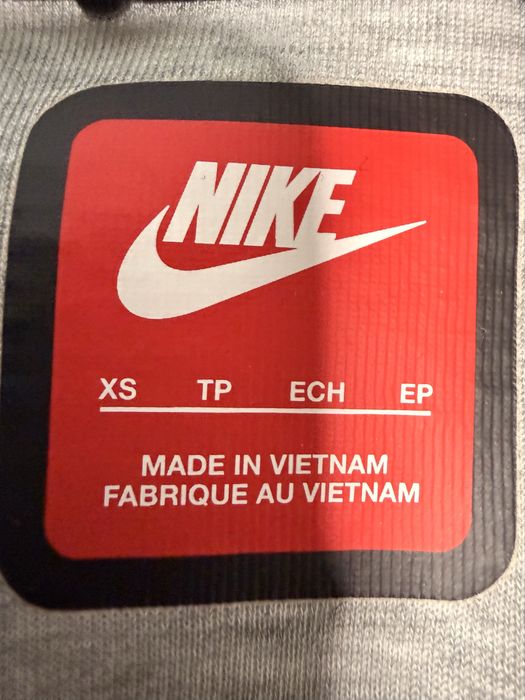 NIKE
XS TP ECH EP
MADE IN VIETNAM
FABRIQUE AU VIETNAM